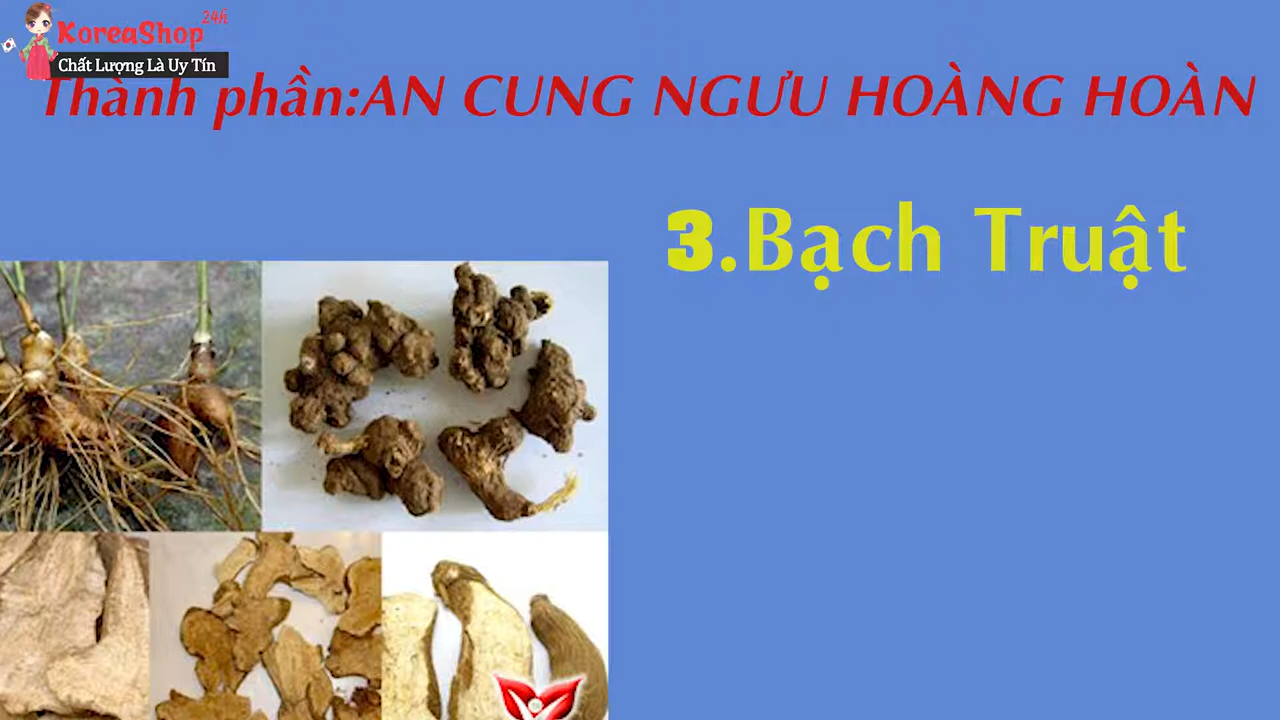 KoreaShop 24h
Chất Lượng Là Uy Tín
Thành phần:AN CUNG NGƯU HOÀNG HOÀN
3.Bạch Truật